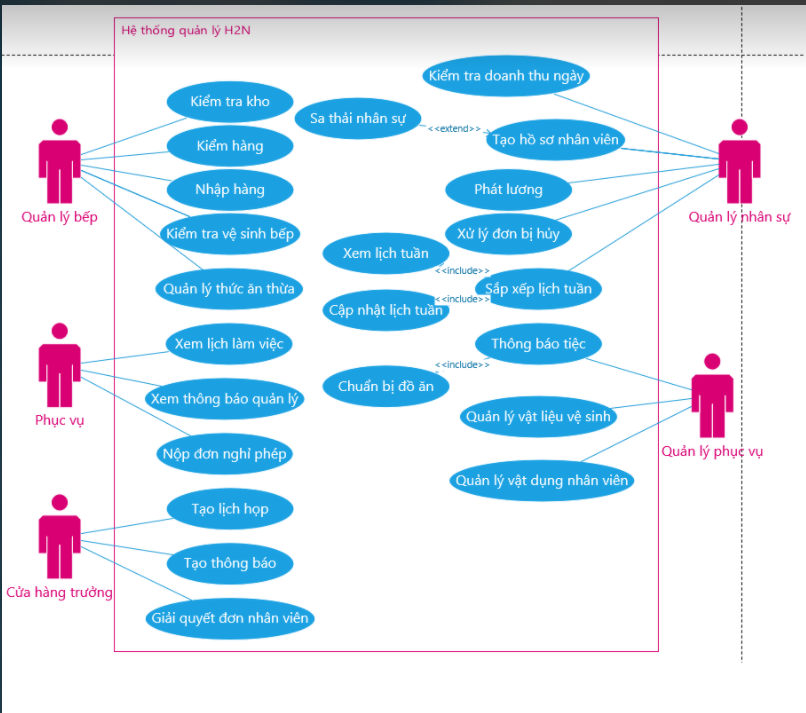 Hệ thống quản lý H2N
Kiểm tra doanh thu ngày
Kiểm tra kho
Sa thải nhân sự
<<extend>>
Tạo hồ sơ nhân viên
Kiểm hàng
Nhập hàng
Phát lương
Quản lý bếp
Quản lý nhân sự
Kiểm tra vệ sinh bếp
Xử lý đơn bị hủy
Xem lịch tuần
<<include>>
Quản lý thức ăn thừa
Sắp xếp lịch tuần
<<include>>
Cập nhật lịch tuần
Xem lịch làm việc
Thông báo tiệc
<<include>>
Chuẩn bị đồ ăn
Xem thông báo quản lý
Phục vụ
Quản lý vật liệu vệ sinh
Nộp đơn nghỉ phép
Quản lý phục vụ
Quản lý vật dụng nhân viên
Tạo lịch họp
Tạo thông báo
Cửa hàng trưởng
Giải quyết đơn nhân viên